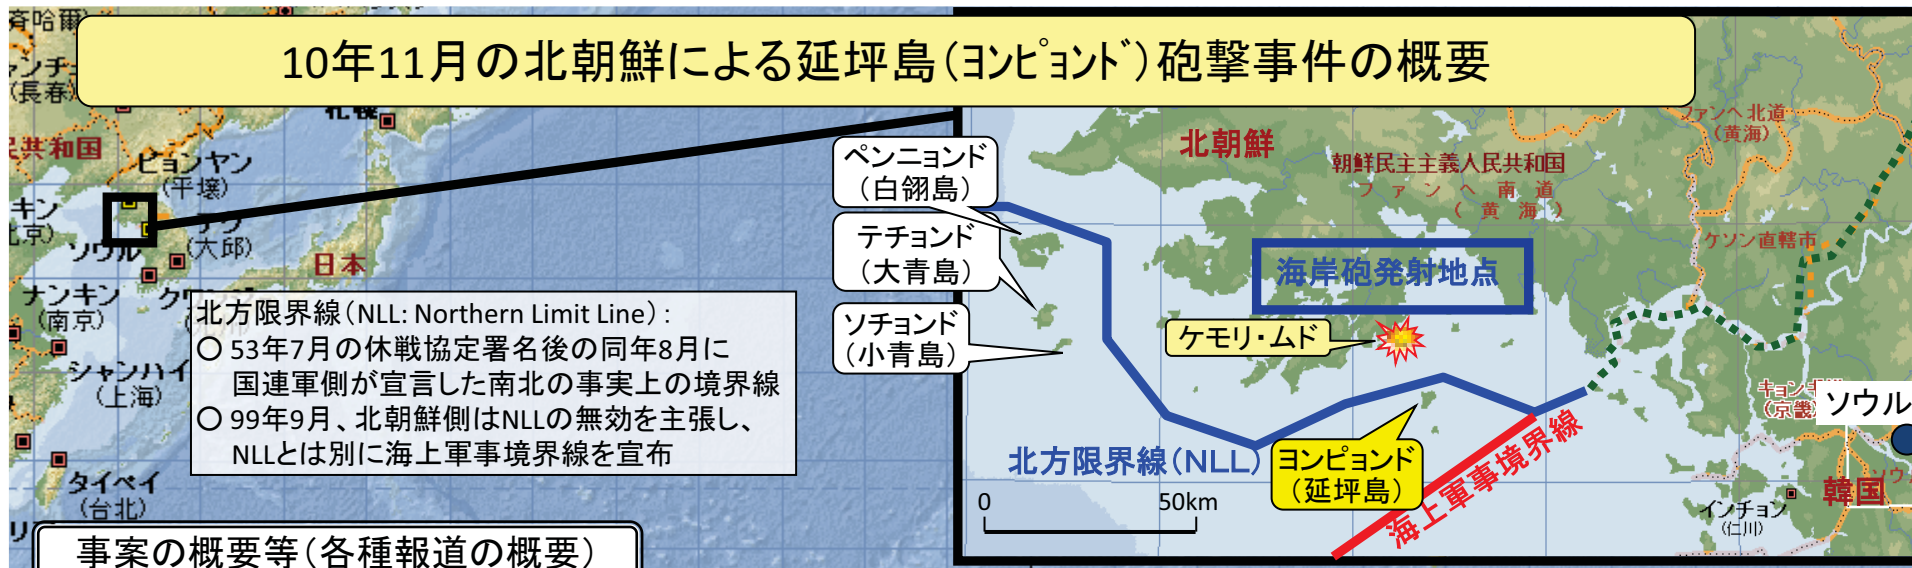 10年11月の北朝鮮による延坪島(ﾖﾝﾋﾟｮﾝﾄﾞ)砲撃事件の概要
斉哈爾
(長春)
札幌
共和国
ピョンヤン
(平壌)
ソウル
テグ
(大邱)
日本
ナンキン
(南京)
シャンハイ
(上海)
タイペイ
(台北)
北方限界線(NLL: Northern Limit Line):
○ 53年7月の休戦協定署名後の同年8月に
国連軍側が宣言した南北の事実上の境界線
○ 99年9月、北朝鮮側はNLLの無効を主張し、
NLLとは別に海上軍事境界線を宣布
事案の概要等(各種報道の概要)
ペンニョンド
(白翎島)
テチョンド
(大青島)
ソチョンド
(小青島)
北朝鮮
朝鮮民主主義人民共和国
ファンヘ南道
(黄海)
ファンヘ北道
(黄海)
ケソン直轄市
海岸砲発射地点
ケモリ・ムド
北方限界線(NLL)
ヨンピョンド
(延坪島)
海上軍事境界線
0 50km
(京畿)
ソウル
韓国
インチョン
(仁川)